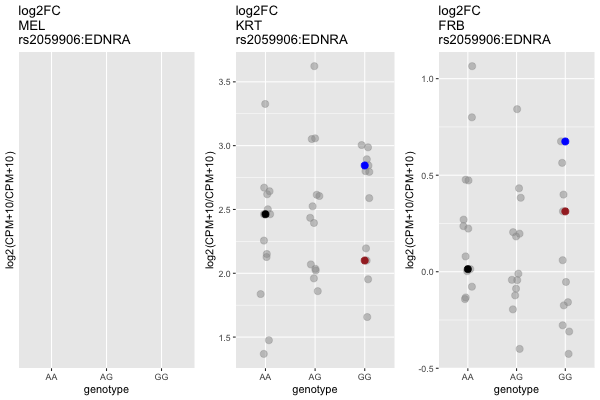 log2FC
MEL
rs2059906:EDNRA
log2(CPM+10/CPM+10)
AA AG GG
genotype
log2FC
KRT
rs2059906:EDNRA
log2(CPM+10/CPM+10)
3.5
3.0
2.5
2.0
1.5
AA AG GG
genotype
log2FC
FRB
rs2059906:EDNRA
log2(CPM+10/CPM+10)
1.0
0.5
0.0
-0.5
AA AG GG
genotype